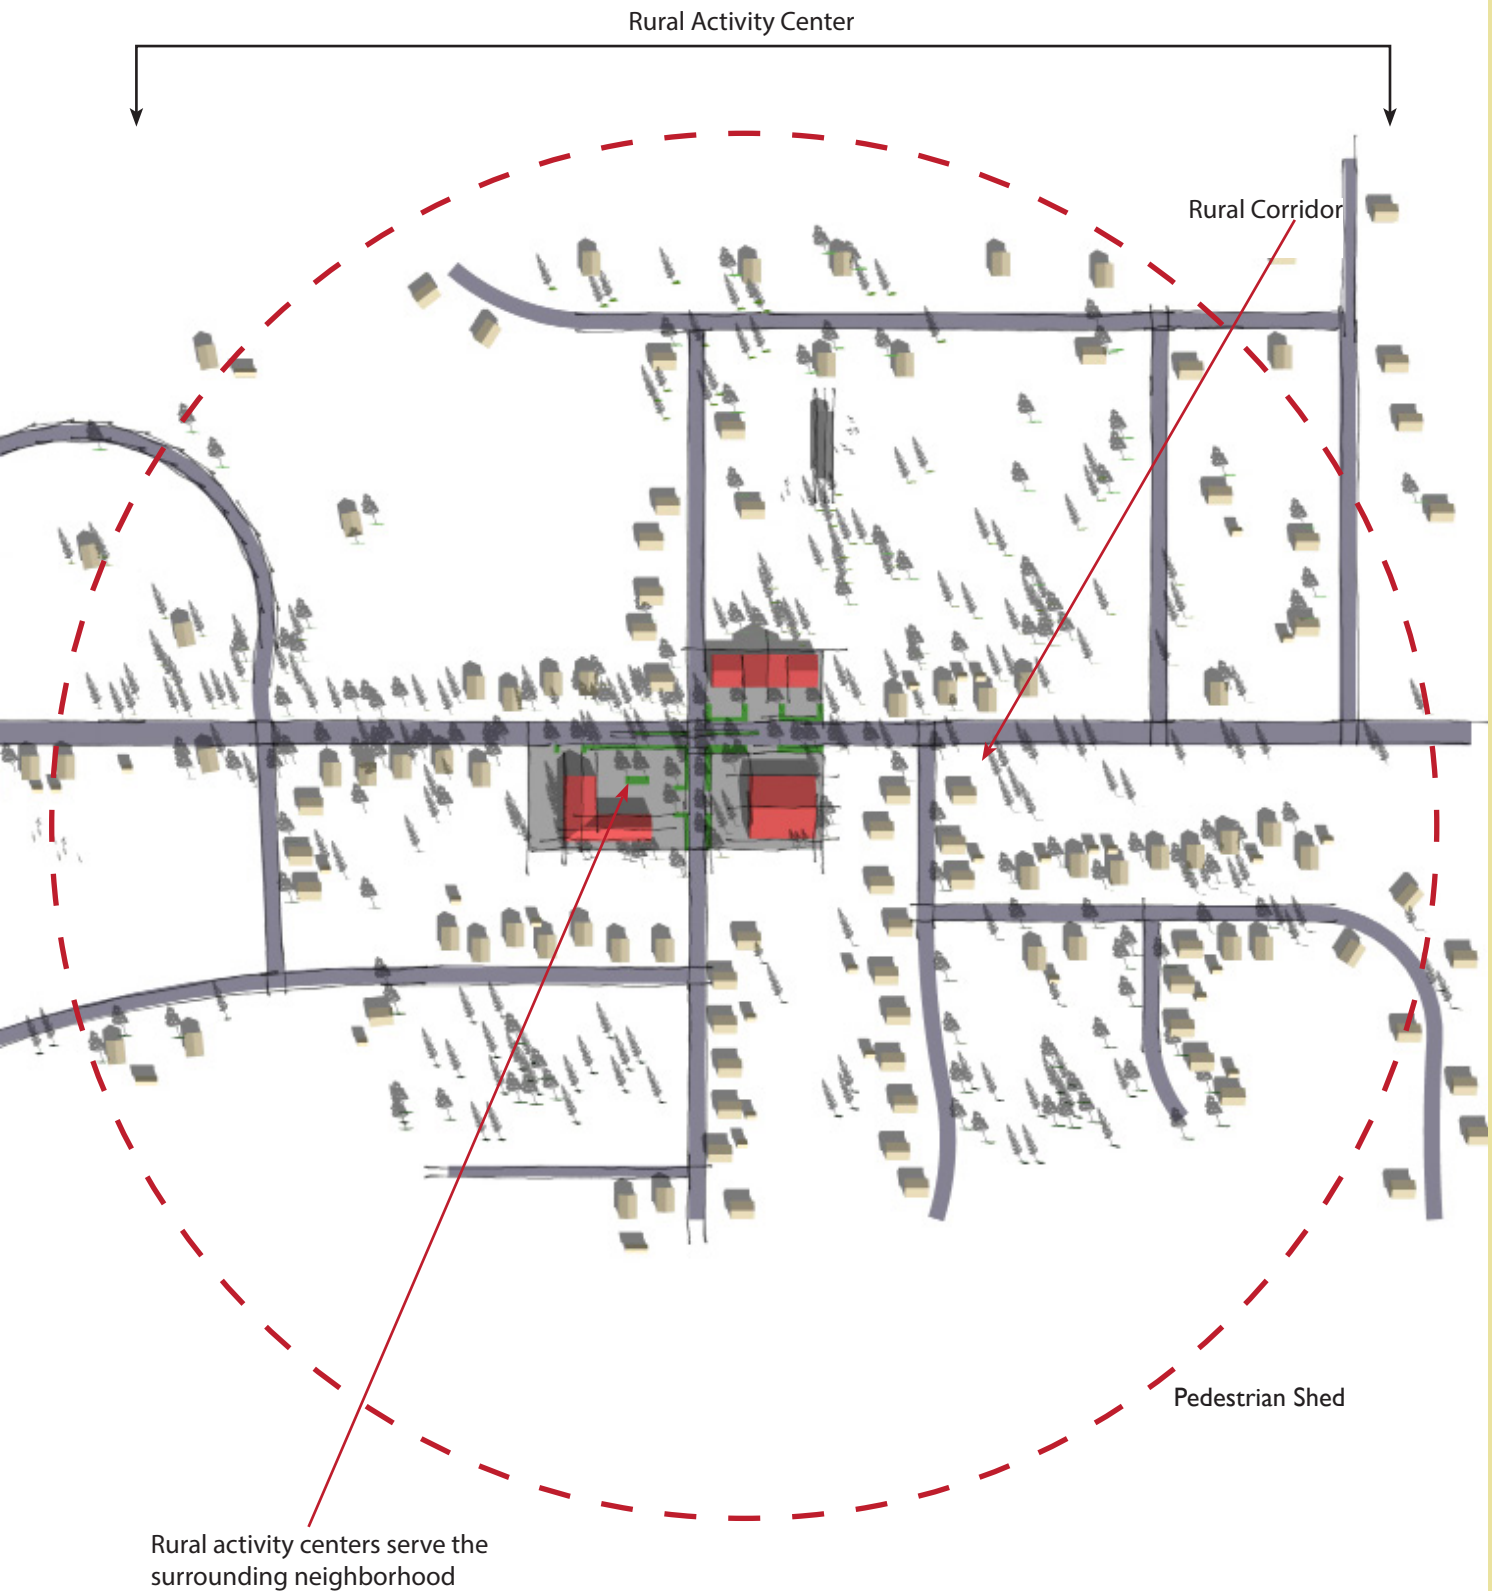 Rural Activity Center
Rural Corridor
Pedestrian Shed
Rural activity centers serve the
surrounding neighborhood